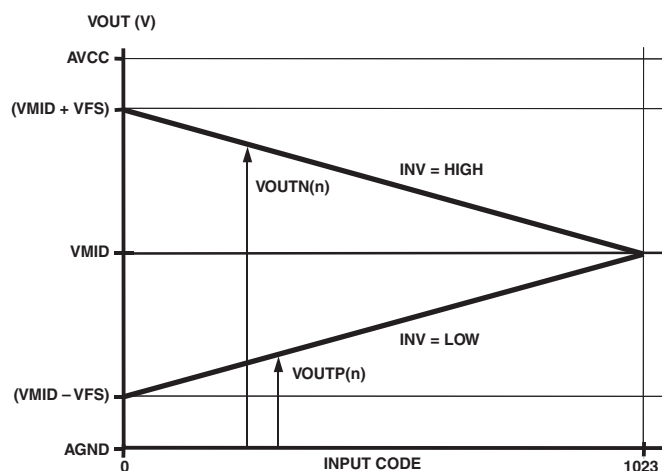 VOUT (V)
AVCC
(VMID + VFS)
INV = HIGH
VOUTN(n)
VMID
INV = LOW
VOUTP(n)
(VMID – VFS)
AGND
0
INPUT CODE
1023